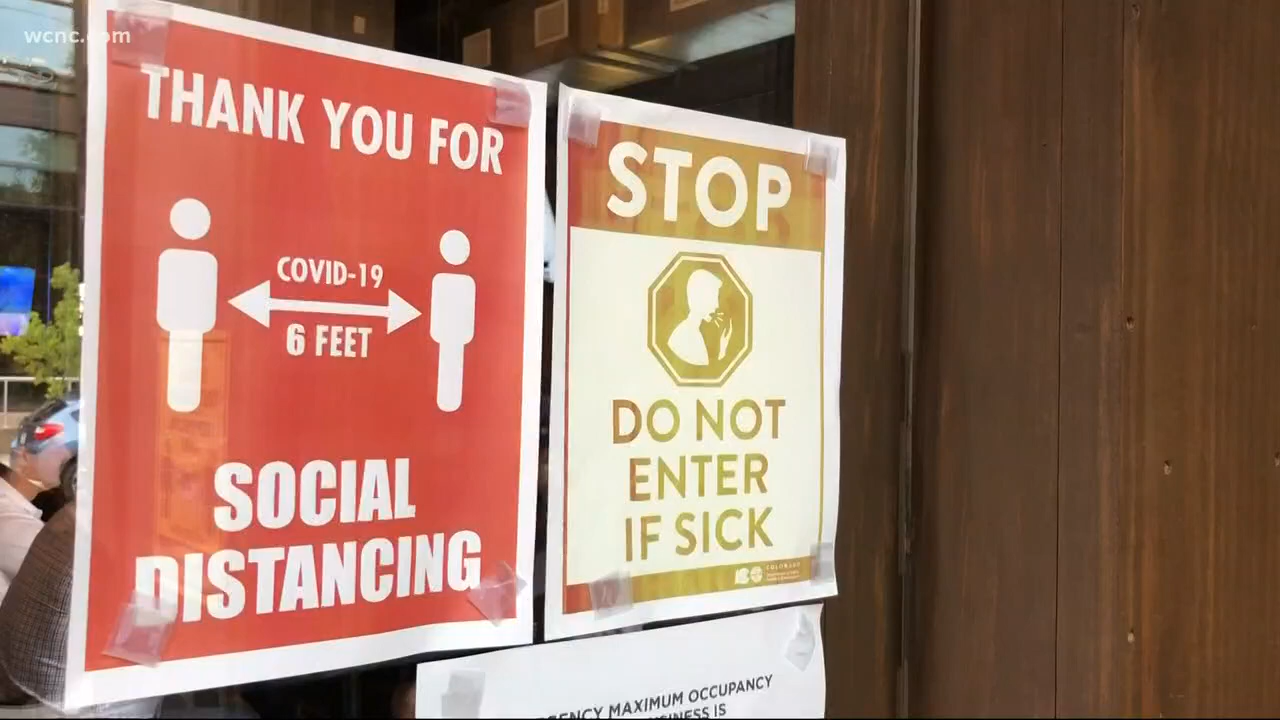 wcnc.com
THANK YOU FOR
COVID-19
6 FEET
SOCIAL
DISTANCING
STOP
DO NOT
ENTER
IF SICK
COLORADO
MAXIMUM OCCUPANCY
IS